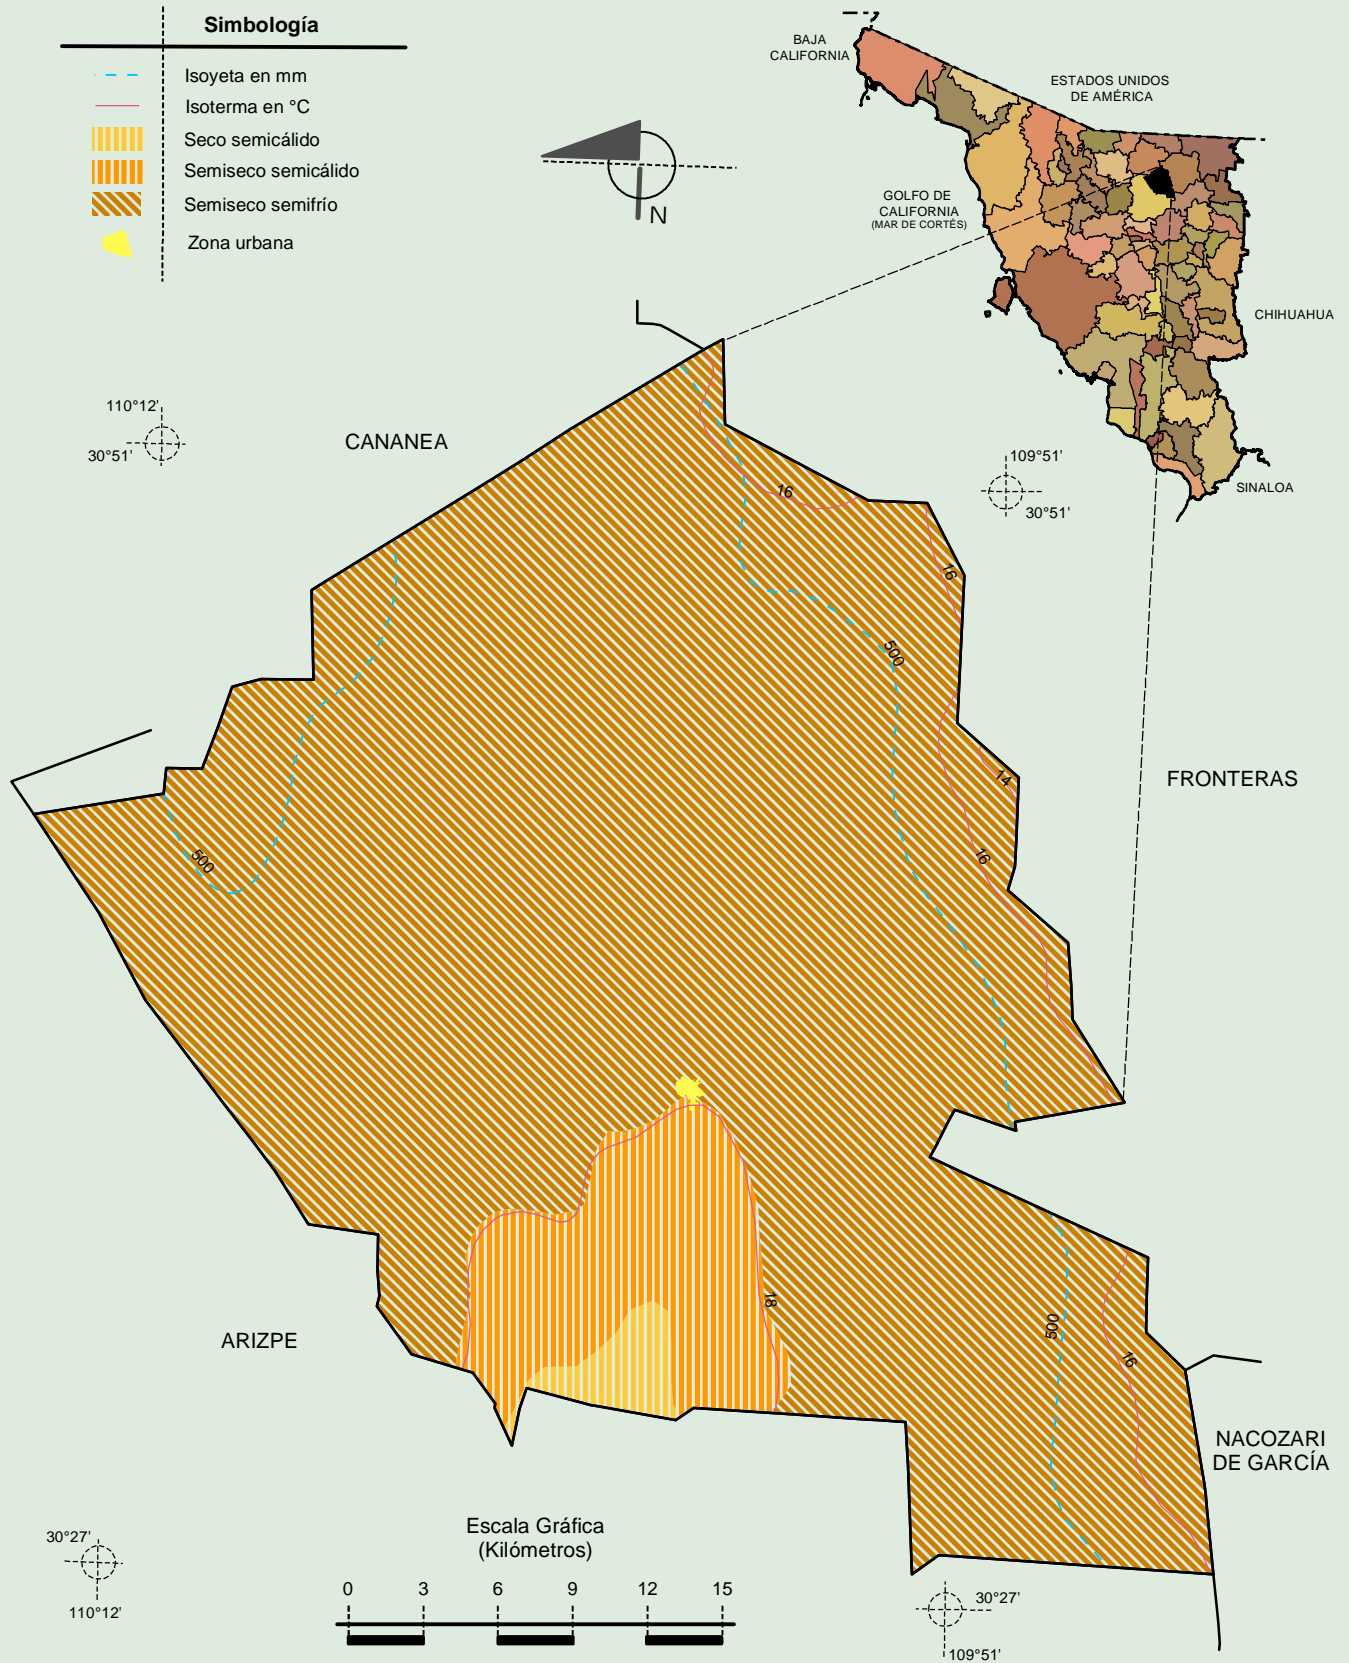 Simbología
Isoyeta en mm
Isoterma en °C
Seco semicálido
Semiseco semicálido
Semiseco semifrío
Zona urbana
N
BAJA
CALIFORNIA
ESTADOS UNIDOS
DE AMÉRICA
GOLFO DE
CALIFORNIA
(MAR DE CORTÉS)
CHIHUAHUA
SINALOA
110°12'
30°51'
CANANEA
109°51'
30°51'
16
16
500
14
FRONTERAS
16
500
18
500
16
ARIZPE
NACOZARI
DE GARCÍA
Escala Gráfica
(Kilómetros)
0 3 6 9 12 15
30°27'
110°12'
30°27'
109°51'